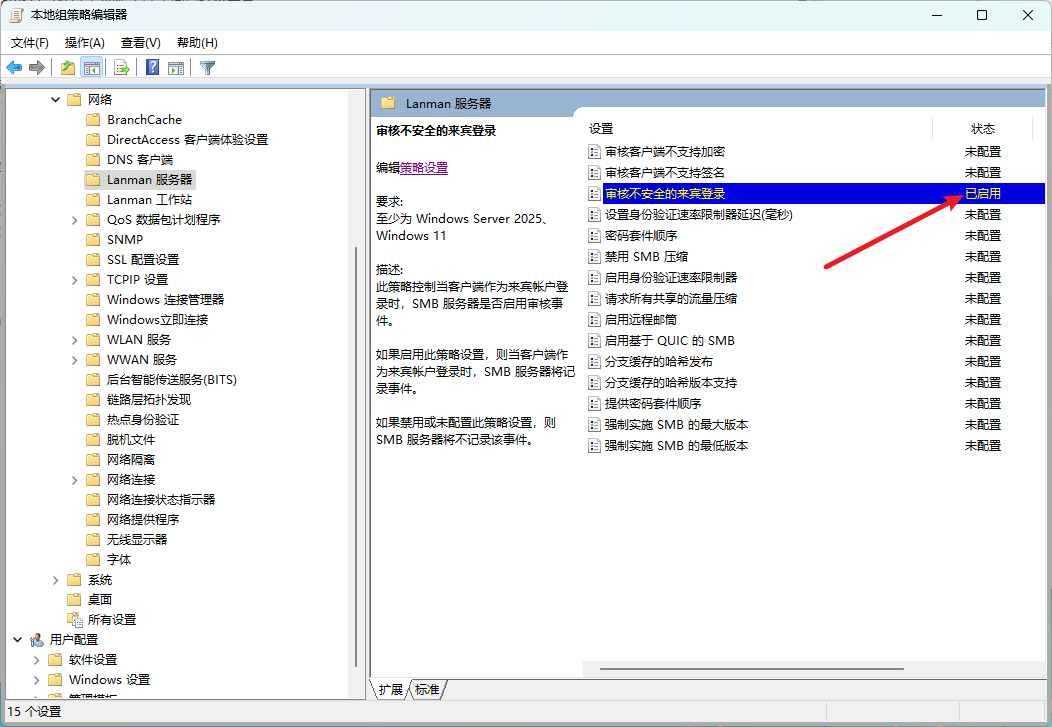 本地组策略编辑器
文件(F) 操作(A) 查看(V) 帮助(H)
网络
BranchCache
DirectAccess 客户端体验设置
DNS 客户端
Lanman 服务器
Lanman 工作站
QoS 数据包计划程序
SNMP
SSL 配置设置
TCPIP 设置
Windows 连接管理器
Windows立即连接
WLAN 服务
WWAN 服务
后台智能传送服务(BITS)
链路层拓扑发现
热点身份验证
脱机文件
网络隔离
网络连接
网络连接状态指示器
网络提供程序
无线显示器
字体
系统
桌面
所有设置
用户配置
软件设置
Windows 设置
管理模板
Lanman 服务器
审核不安全的来宾登录
编辑策略设置
要求:
至少为 Windows Server 2025、
Windows 11
描述:
此策略控制当客户端作为来宾帐户登
录时，SMB 服务器是否启用审核事
件。
如果启用此策略设置，则当客户端作
为来宾帐户登录时，SMB 服务器将记
录事件。
如果禁用或未配置此策略设置，则
SMB 服务器将不记录该事件。
设置 状态
审核客户端不支持加密 未配置
审核客户端不支持签名 未配置
审核不安全的来宾登录 已启用
设置身份验证速率限制器延迟(毫秒) 未配置
密码套件顺序 未配置
禁用 SMB 压缩 未配置
启用身份验证速率限制器 未配置
请求所有共享的流量压缩 未配置
启用远程邮筒 未配置
启用基于 QUIC 的 SMB 未配置
分支缓存的哈希发布 未配置
分支缓存的哈希版本支持 未配置
提供密码套件顺序 未配置
强制实施 SMB 的最大版本 未配置
强制实施 SMB 的最低版本 未配置
扩展 标准
15 个设置